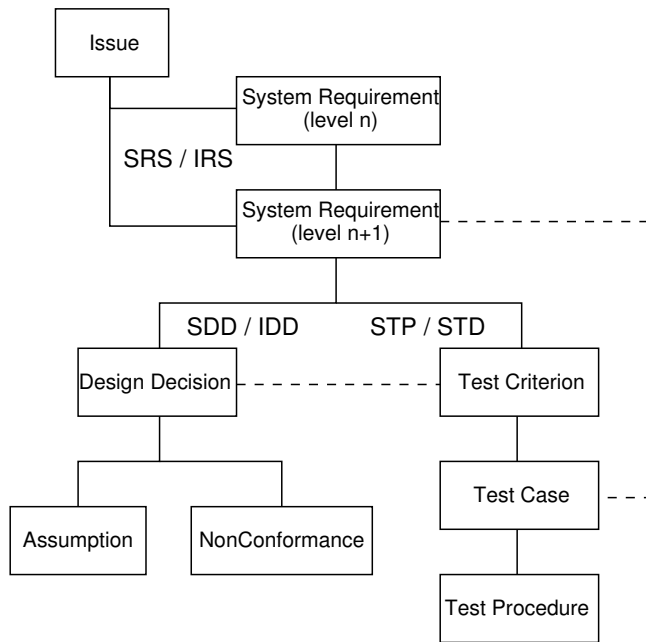 Issue
System Requirement
(level n)
SRS / IRS
System Requirement
(level n+1)
SDD / IDD
STP / STD
Design Decision
Test Criterion
Test Case
Assumption
NonConformance
Test Procedure